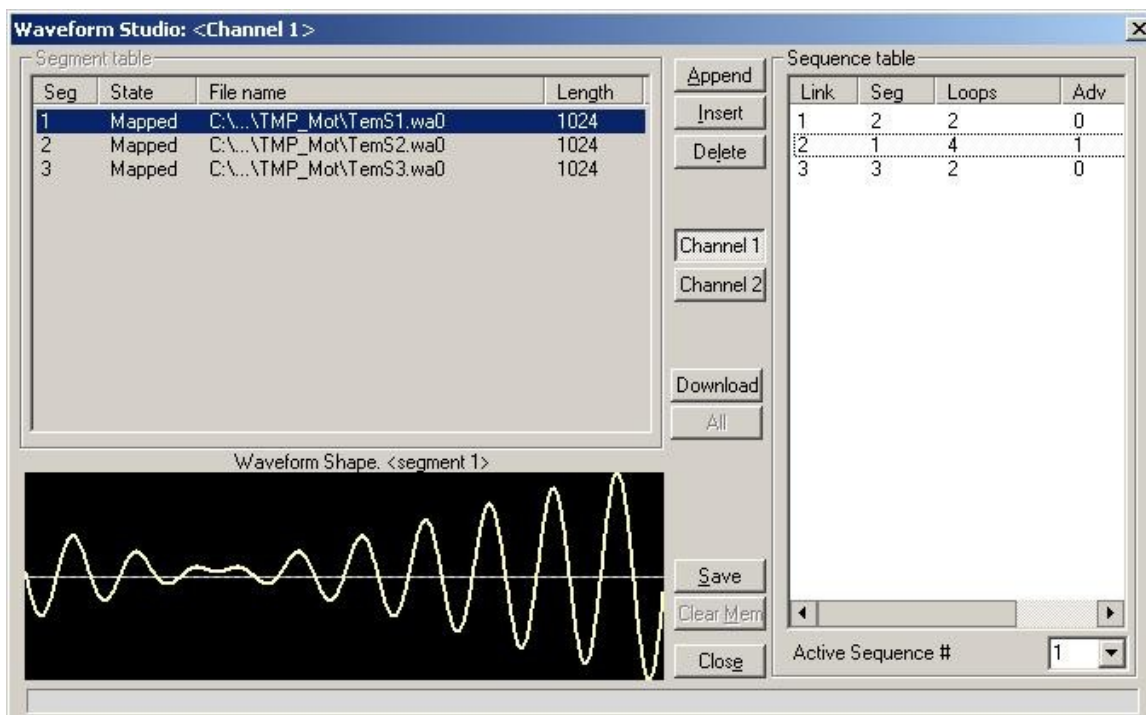 Waveform Studio: <Channel 1>
Segment table
Seg State File name Length
1 Mapped C:\...\TMP_Mot\TemS1.wa0 1024
2 Mapped C:\...\TMP_Mot\TemS2.wa0 1024
3 Mapped C:\...\TMP_Mot\TemS3.wa0 1024
Waveform Shape. <segment 1>
Append
Insert
Delete
Channel 1
Channel 2
Download
All
Save
Clear Mem
Close
Sequence table
Link Seg Loops Adv
1 2 2 0
2 1 4 1
3 3 2 0
Active Sequence # 1